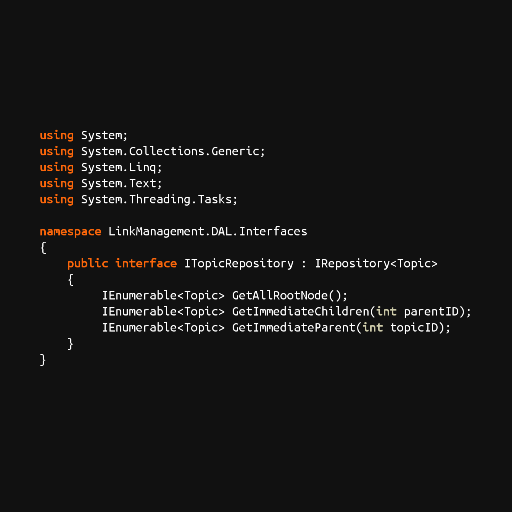 using System;
using System.Collections.Generic;
using System.Linq;
using System.Text;
using System.Threading.Tasks;

namespace LinkManagement.DAL.Interfaces
{
    public interface ITopicRepository : IRepository<Topic>
    {
         IEnumerable<Topic> GetAllRootNode();
         IEnumerable<Topic> GetImmediateChildren(int parentID);
         IEnumerable<Topic> GetImmediateParent(int topicID);
    }
}